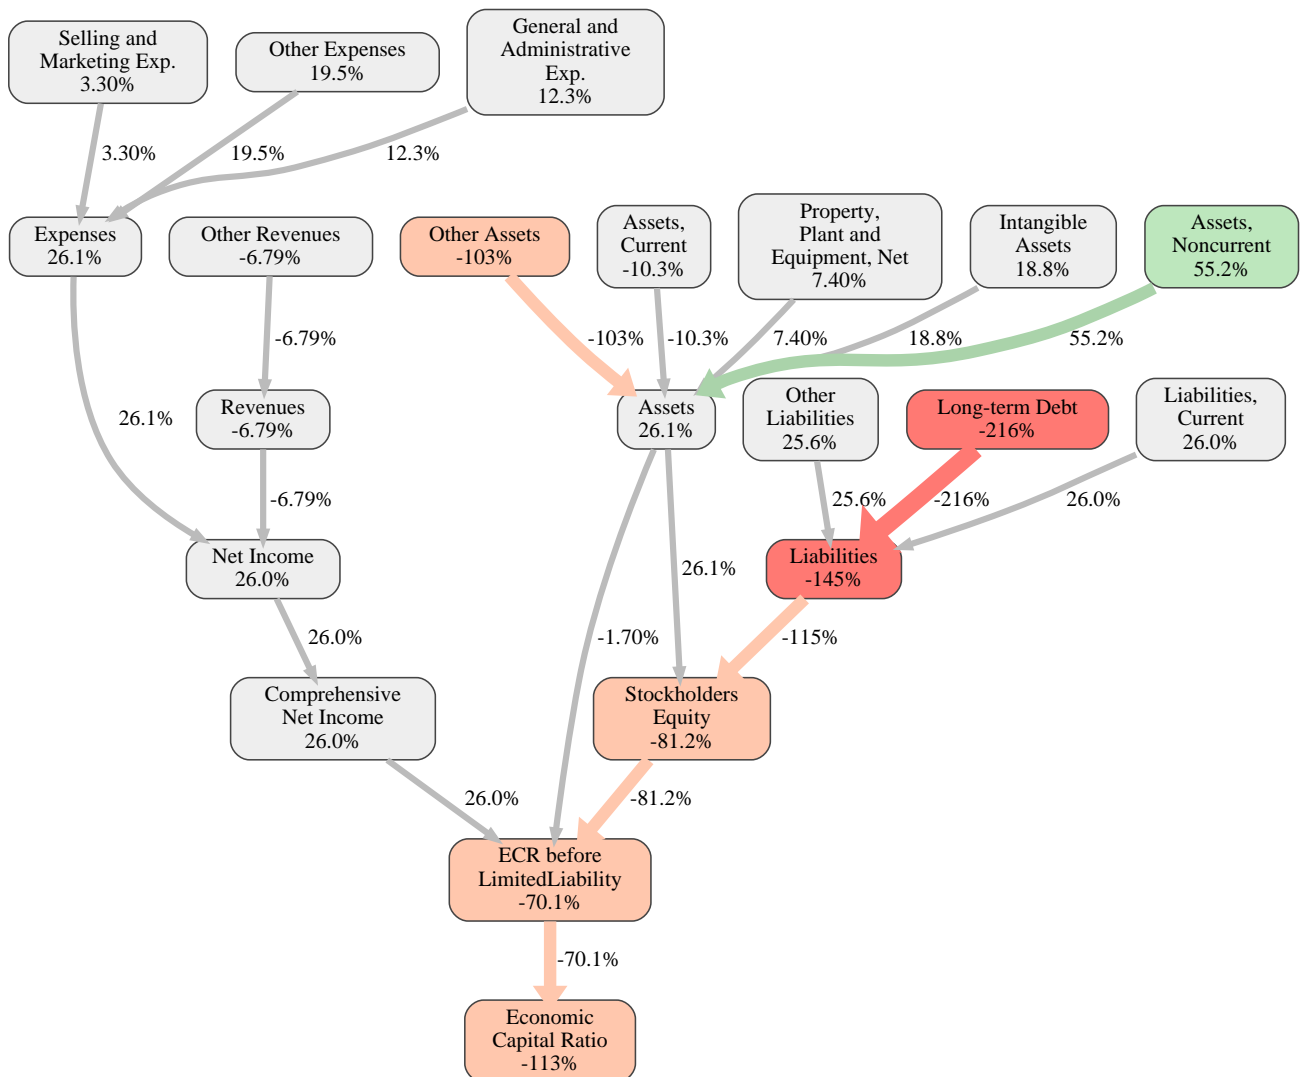 Selling and
Marketing Exp.
3.30%
Other Expenses
19.5%
General and
Administrative
Exp.
12.3%
3.30%
19.5%
12.3%
Expenses
26.1%
Other Revenues
-6.79%
Other Assets
-103%
Assets,
Current
-10.3%
Property,
Plant and
Equipment, Net
7.40%
Intangible
Assets
18.8%
Assets,
Noncurrent
55.2%
-6.79%
-103%
-10.3%
7.40%
18.8%
55.2%
26.1%
Revenues
-6.79%
Assets
26.1%
Other
Liabilities
25.6%
Long-term Debt
-216%
Liabilities,
Current
26.0%
-6.79%
25.6%
-216%
26.0%
Net Income
26.0%
26.1%
Liabilities
-145%
26.0%
-1.70%
-115%
Comprehensive
Net Income
26.0%
Stockholders
Equity
-81.2%
26.0%
-81.2%
ECR before
LimitedLiability
-70.1%
-70.1%
Economic
Capital Ratio
-113%